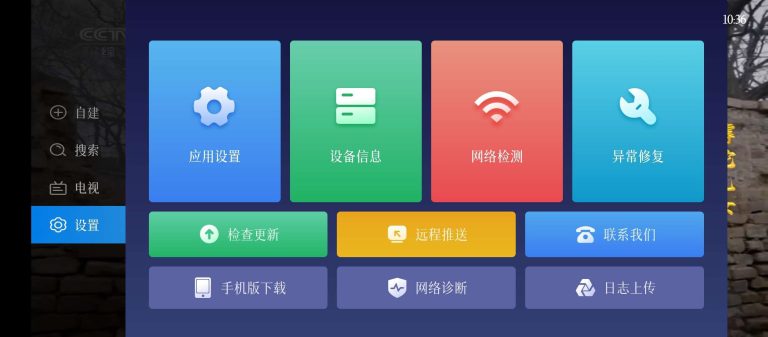 10:36
CCTV
自建
搜索
电视
设置
应用设置
设备信息
网络检测
异常修复
检查更新
远程推送
联系我们
手机版下载
网络诊断
日志上传